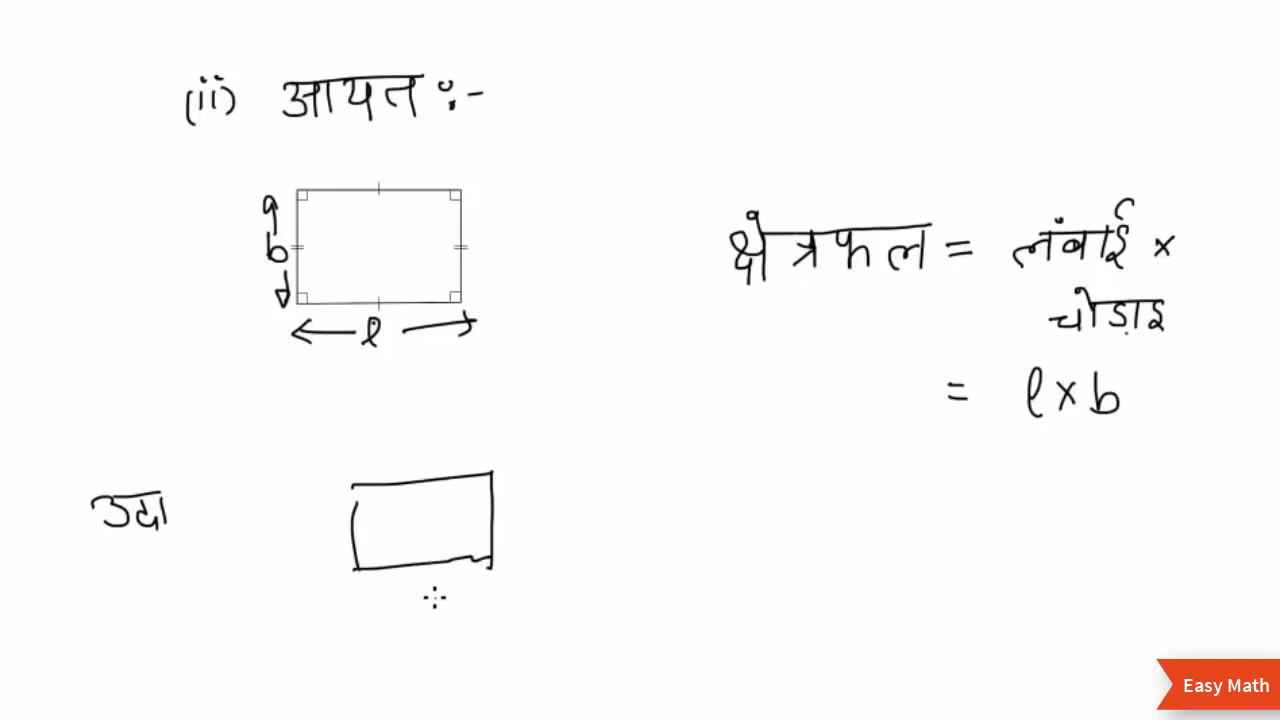 (ii) आयत :-
b
l
क्षेत्रफल = लंबाई ×
चोडाइ
= l × b
उदा
Easy Math